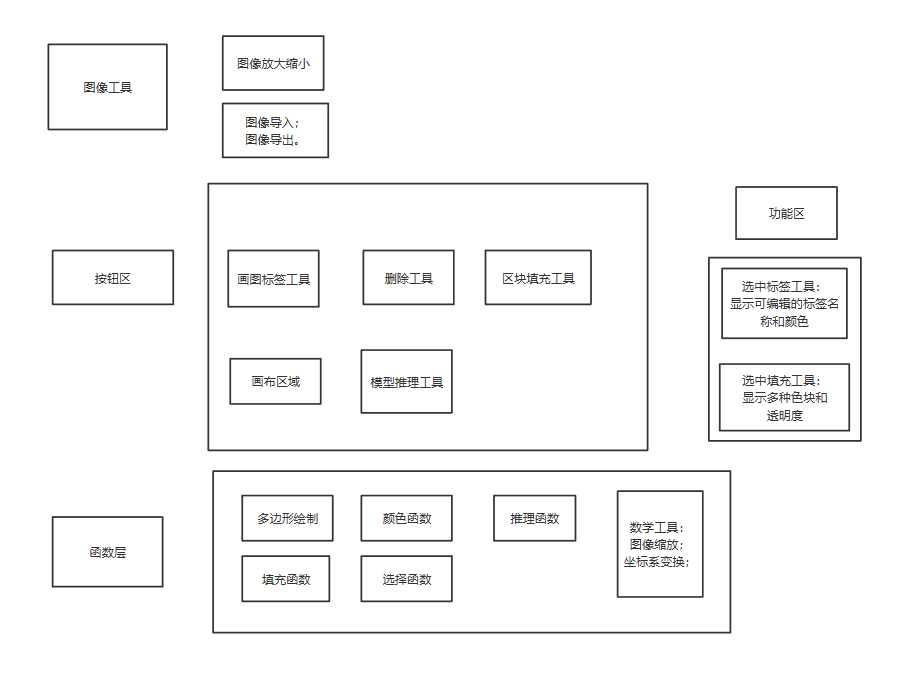 图像工具
图像放大缩小
图像导入;
图像导出。
按钮区
画图标签工具
删除工具
区块填充工具
画布区域
模型推理工具
功能区
选中标签工具:
显示可编辑的标签名
称和颜色
选中填充工具:
显示多种色块和
透明度
函数层
多边形绘制
颜色函数
推理函数
填充函数
选择函数
数学工具:
图像缩放;
坐标系变换;